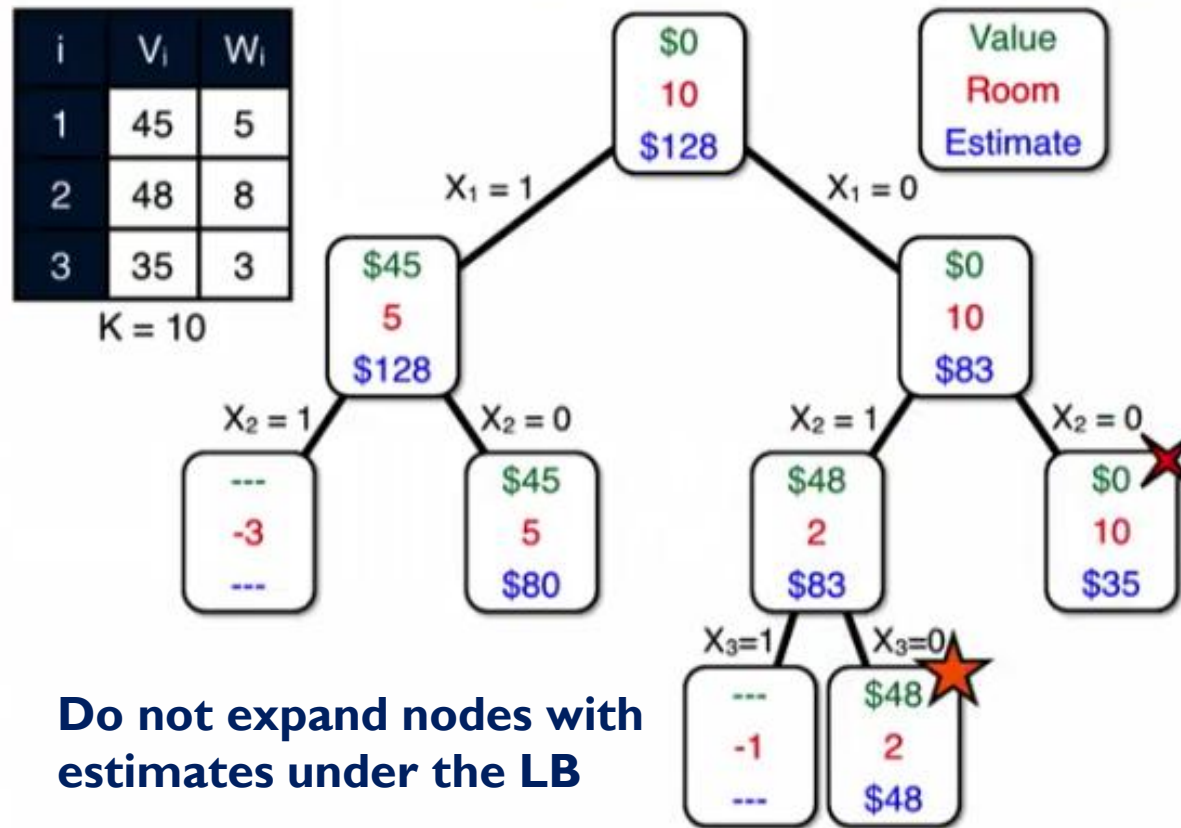 i Vᵢ Wᵢ
1 45 5
2 48 8
3 35 3
K = 10
$0
10
$128
Value
Room
Estimate
X₁ = 1
X₁ = 0
$45
5
$128
$0
10
$83
X₂ = 1
X₂ = 0
X₂ = 1
X₂ = 0
---
-3
---
$45
5
$80
$48
2
$83
$0
10
$35
X₃=1
X₃=0
---
-1
---
$48
2
$48
Do not expand nodes with
estimates under the LB